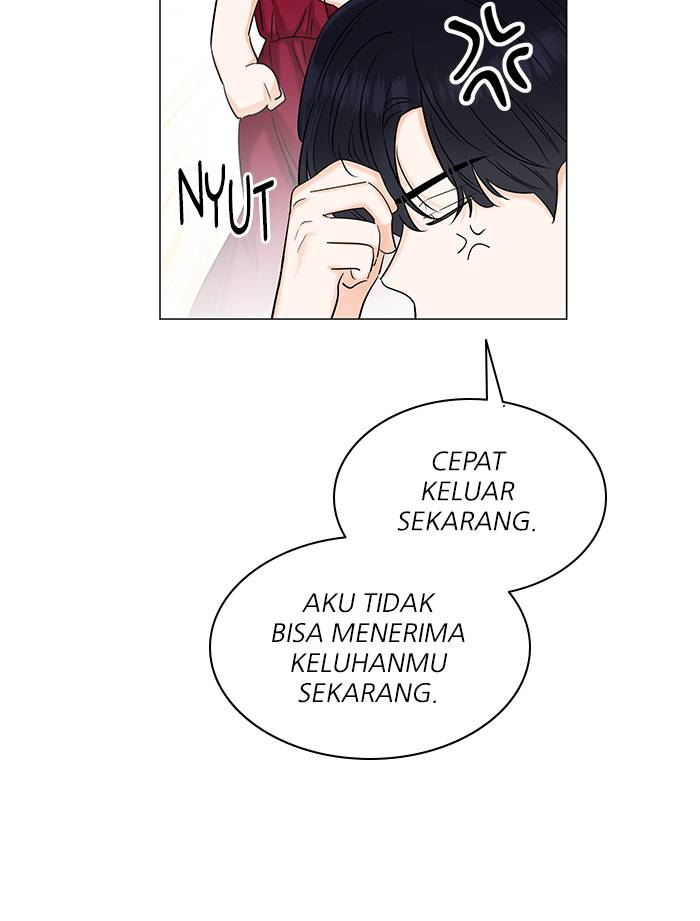 NYUT
CEPAT
KELUAR
SEKARANG.
AKU TIDAK
BISA MENERIMA
KELUHANMU
SEKARANG.